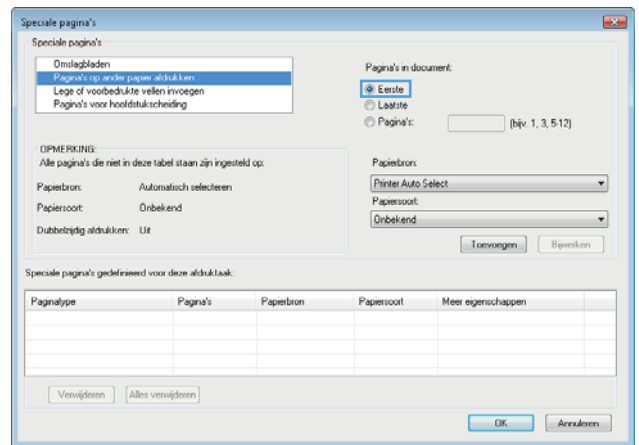 Speciale pagina's
Speciale pagina's
Omslagbladen
Pagina's op ander papier afdrukken
Lege of voorbedrukte vellen invoegen
Pagina's voor hoofdstukscheiding
Pagina's in document:
Eerste
Laatste
Pagina's:
(bijv. 1, 3, 5-12)
OPMERKING:
Alle pagina's die niet in deze tabel staan zijn ingesteld op:
Papierbron: Automatisch selecteren
Papiersoort: Onbekend
Dubbelzijdig afdrukken: Uit
Papierbron:
Printer Auto Select
Papiersoort:
Onbekend
Toevoegen Bijwerken
Speciale pagina's gedefinieerd voor deze afdruktaak:
Paginatype Pagina's Papierbron Papiersoort Meer eigenschappen
Verwijderen Alles verwijderen
OK Annuleren